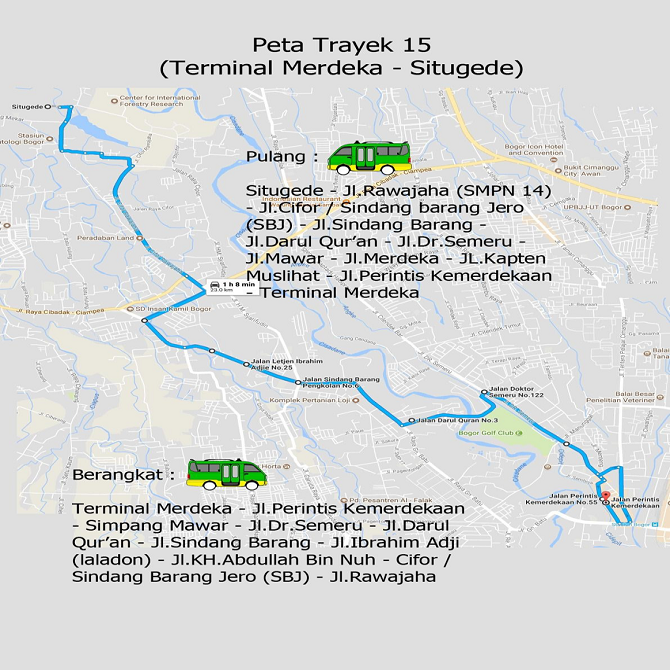 Peta Trayek 15
(Terminal Merdeka - Situgede)
Situgede
Center for International
Forestry Research
Stasiun
Pulang :
Bogor Icon Hotel
and Convention
Bukit Cimanggu
City: Awan
UPBJJ-UT Bogor
Indonesian Restaurant
Situgede - Jl.Rawajaha (SMPN 14)
- Jl.Cifor / Sindang barang Jero
(SBJ) - Jl.Sindang Barang -
Jl.Darul Qur'an - Jl.Dr.Semeru -
Jl.Mawar - Jl.Merdeka - JL.Kapten
Muslihat - Jl.Perintis Kemerdekaan
- Terminal Merdeka
Peradaban Land
1 h 8 min
23.0 km
Jl. Raya Cibadak - Ciampea
SD InsanKamil Bogor
Jalan Letjen Ibrahim
Adjie No.25
Jalan Sindang Barang
Pengkolan No.6
Komplek Pertanian Loji
Jalan Doktor
Semeru No.122
Jalan Darul Quran No.3
Bogor Golf Club
Balai Besar
Penelitian Veteriner
Jalan Perintis
Kemerdekaan No.55
Jalan Perintis
Kemerdekaan
Po. Pesantren Al - Falak
Berangkat :
Terminal Merdeka - Jl.Perintis Kemerdekaan
- Simpang Mawar - Jl.Dr.Semeru - Jl.Darul
Qur'an - Jl.Sindang Barang - Jl.Ibrahim Adji
(laladon) - Jl.KH.Abdullah Bin Nuh - Cifor /
Sindang Barang Jero (SBJ) - Jl.Rawajaha